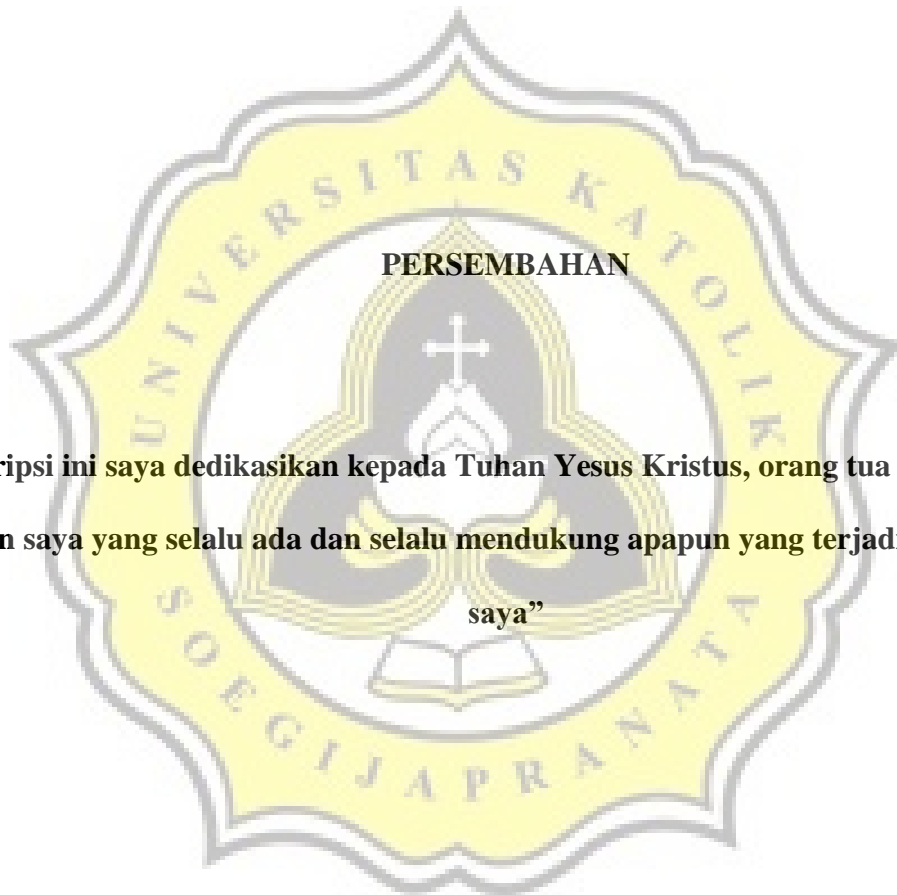 UNIVERSITAS KATOLIK
PERSEMBAHAN
ripsi ini saya dedikasikan kepada Tuhan Yesus Kristus, orang tua
n saya yang selalu ada dan selalu mendukung apapun yang terjadi
saya”
SOEGIJAPRANATA